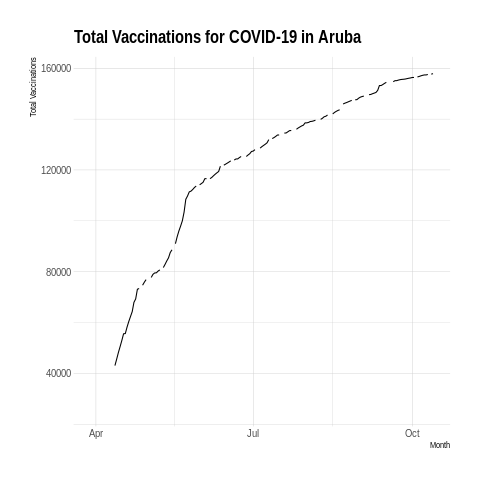 Total Vaccinations for COVID-19 in Aruba
Total Vaccinations
160000
120000
80000
40000
Apr Jul Oct
Month